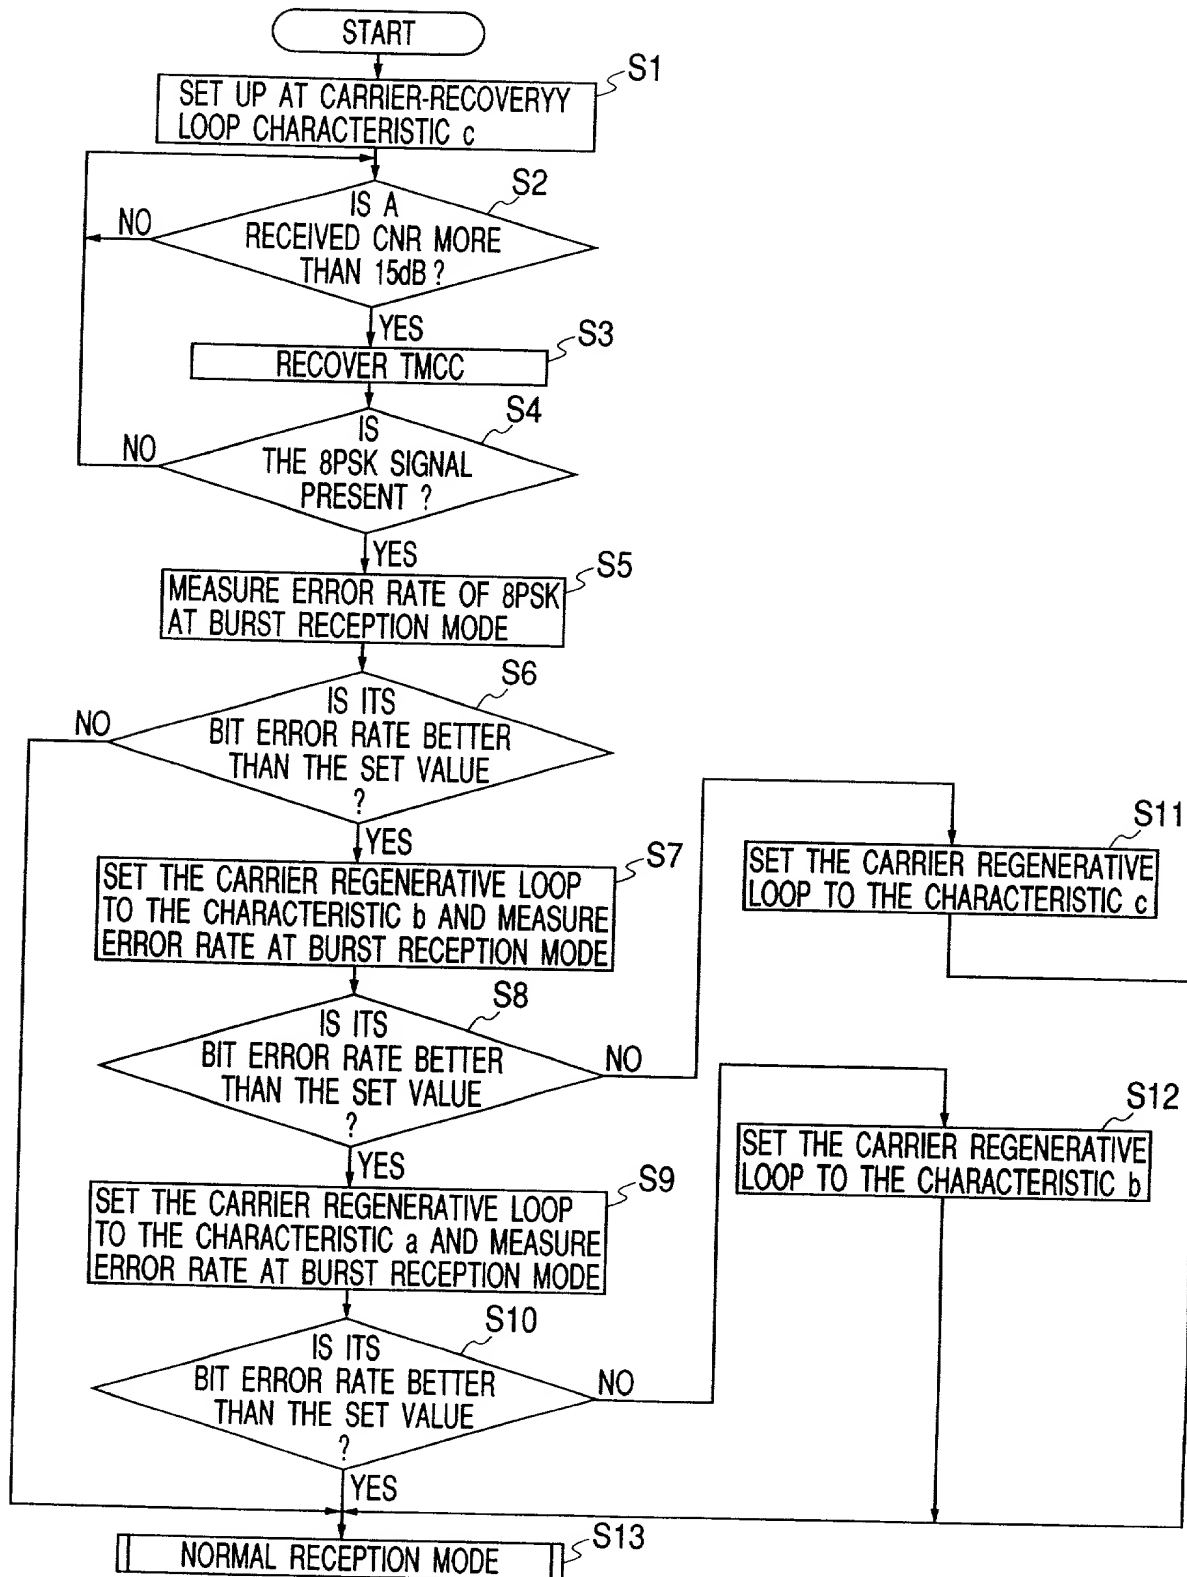 START
S1
SET UP AT CARRIER-RECOVERYY
LOOP CHARACTERISTIC c
S2
IS A
RECEIVED CNR MORE
THAN 15dB ?
NO
YES
S3
RECOVER TMCC
S4
IS
THE 8PSK SIGNAL
PRESENT ?
NO
YES
S5
MEASURE ERROR RATE OF 8PSK
AT BURST RECEPTION MODE
S6
IS ITS
BIT ERROR RATE BETTER
THAN THE SET VALUE
?
NO
YES
S7
SET THE CARRIER REGENERATIVE LOOP
TO THE CHARACTERISTIC b AND MEASURE
ERROR RATE AT BURST RECEPTION MODE
S11
SET THE CARRIER REGENERATIVE
LOOP TO THE CHARACTERISTIC c
S8
IS ITS
BIT ERROR RATE BETTER
THAN THE SET VALUE
?
NO
YES
S12
SET THE CARRIER REGENERATIVE
LOOP TO THE CHARACTERISTIC b
S9
SET THE CARRIER REGENERATIVE LOOP
TO THE CHARACTERISTIC a AND MEASURE
ERROR RATE AT BURST RECEPTION MODE
S10
IS ITS
BIT ERROR RATE BETTER
THAN THE SET VALUE
?
NO
YES
S13
NORMAL RECEPTION MODE